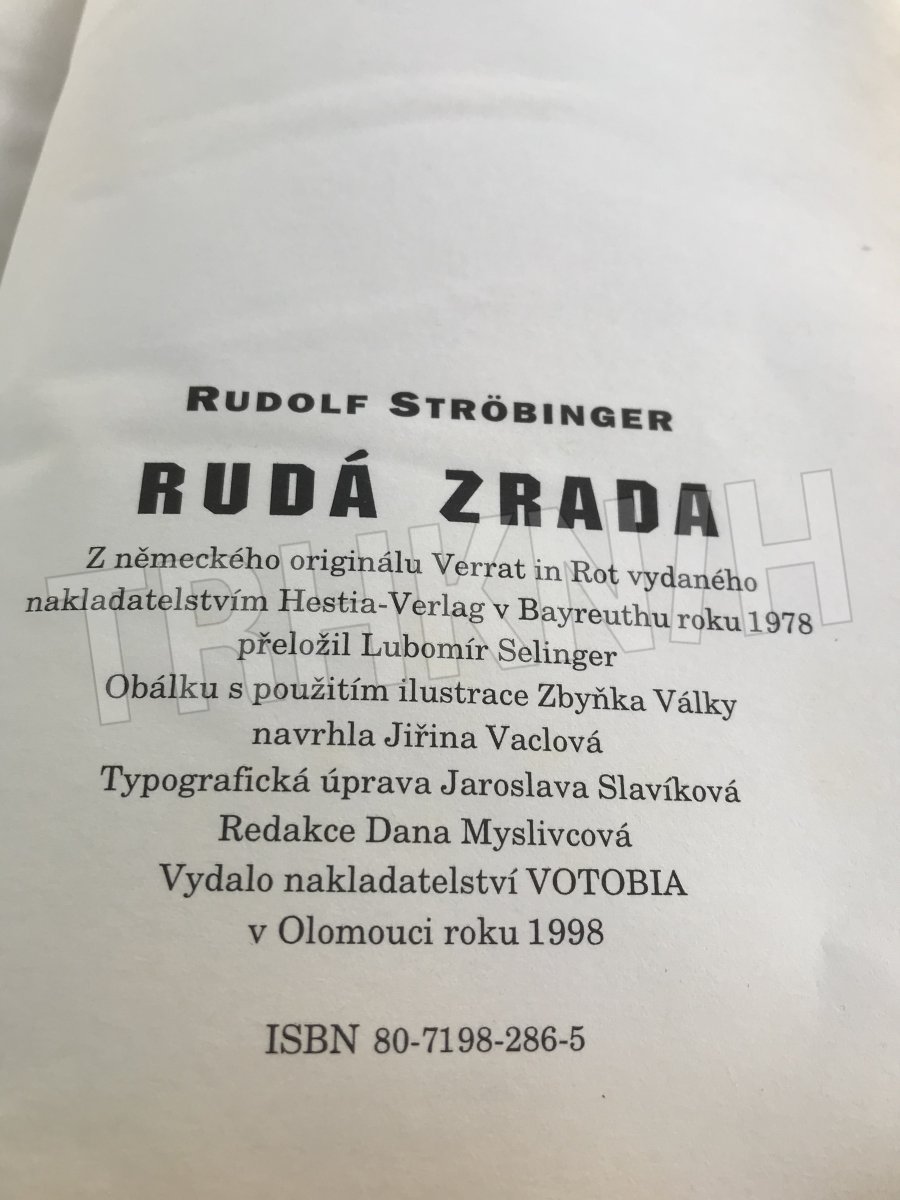 RUDOLF STRÖBINGER
RUDÁ ZRADA
Z německého originálu Verrat in Rot vydaného
nakladatelstvím Hestia-Verlag v Bayreuthu roku 1978
přeložil Lubomír Selinger
Obálku s použitím ilustrace Zbyňka Války
navrhla Jiřina Vaclová
Typografická úprava Jaroslava Slavíková
Redakce Dana Myslivcová
Vydalo nakladatelství VOTOBIA
v Olomouci roku 1998
ISBN 80-7198-286-5
TRHKNIH